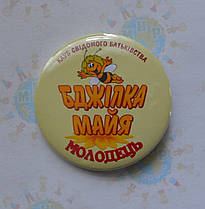 КЛУБ СВІДОМОГО БАТЬКІВСТВА
БДЖІЛКА
МАЙЯ
МОЛОДЕЦЬ